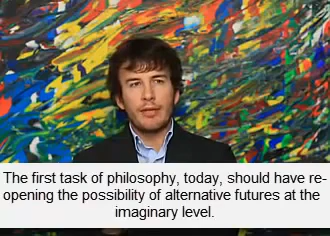 The first task of philosophy, today, should have re-
opening the possibility of alternative futures at the
imaginary level.